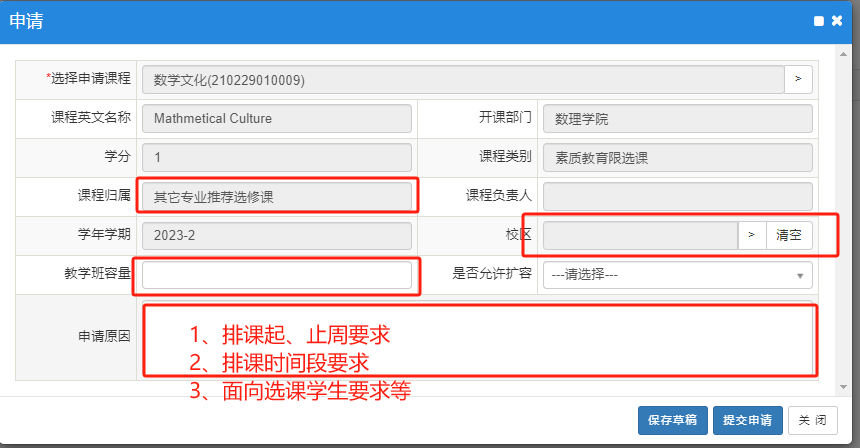 申请
*选择申请课程 数学文化(210229010009) >
课程英文名称 Mathmetical Culture 开课部门 数理学院
学分 1 课程类别 素质教育限选课
课程归属 其它专业推荐选修课 课程负责人
学年学期 2023-2 校区 > 清空
教学班容量 是否允许扩容 ---请选择---
申请原因
1、排课起、止周要求
2、排课时间段要求
3、面向选课学生要求等
保存草稿 提交申请 关 闭